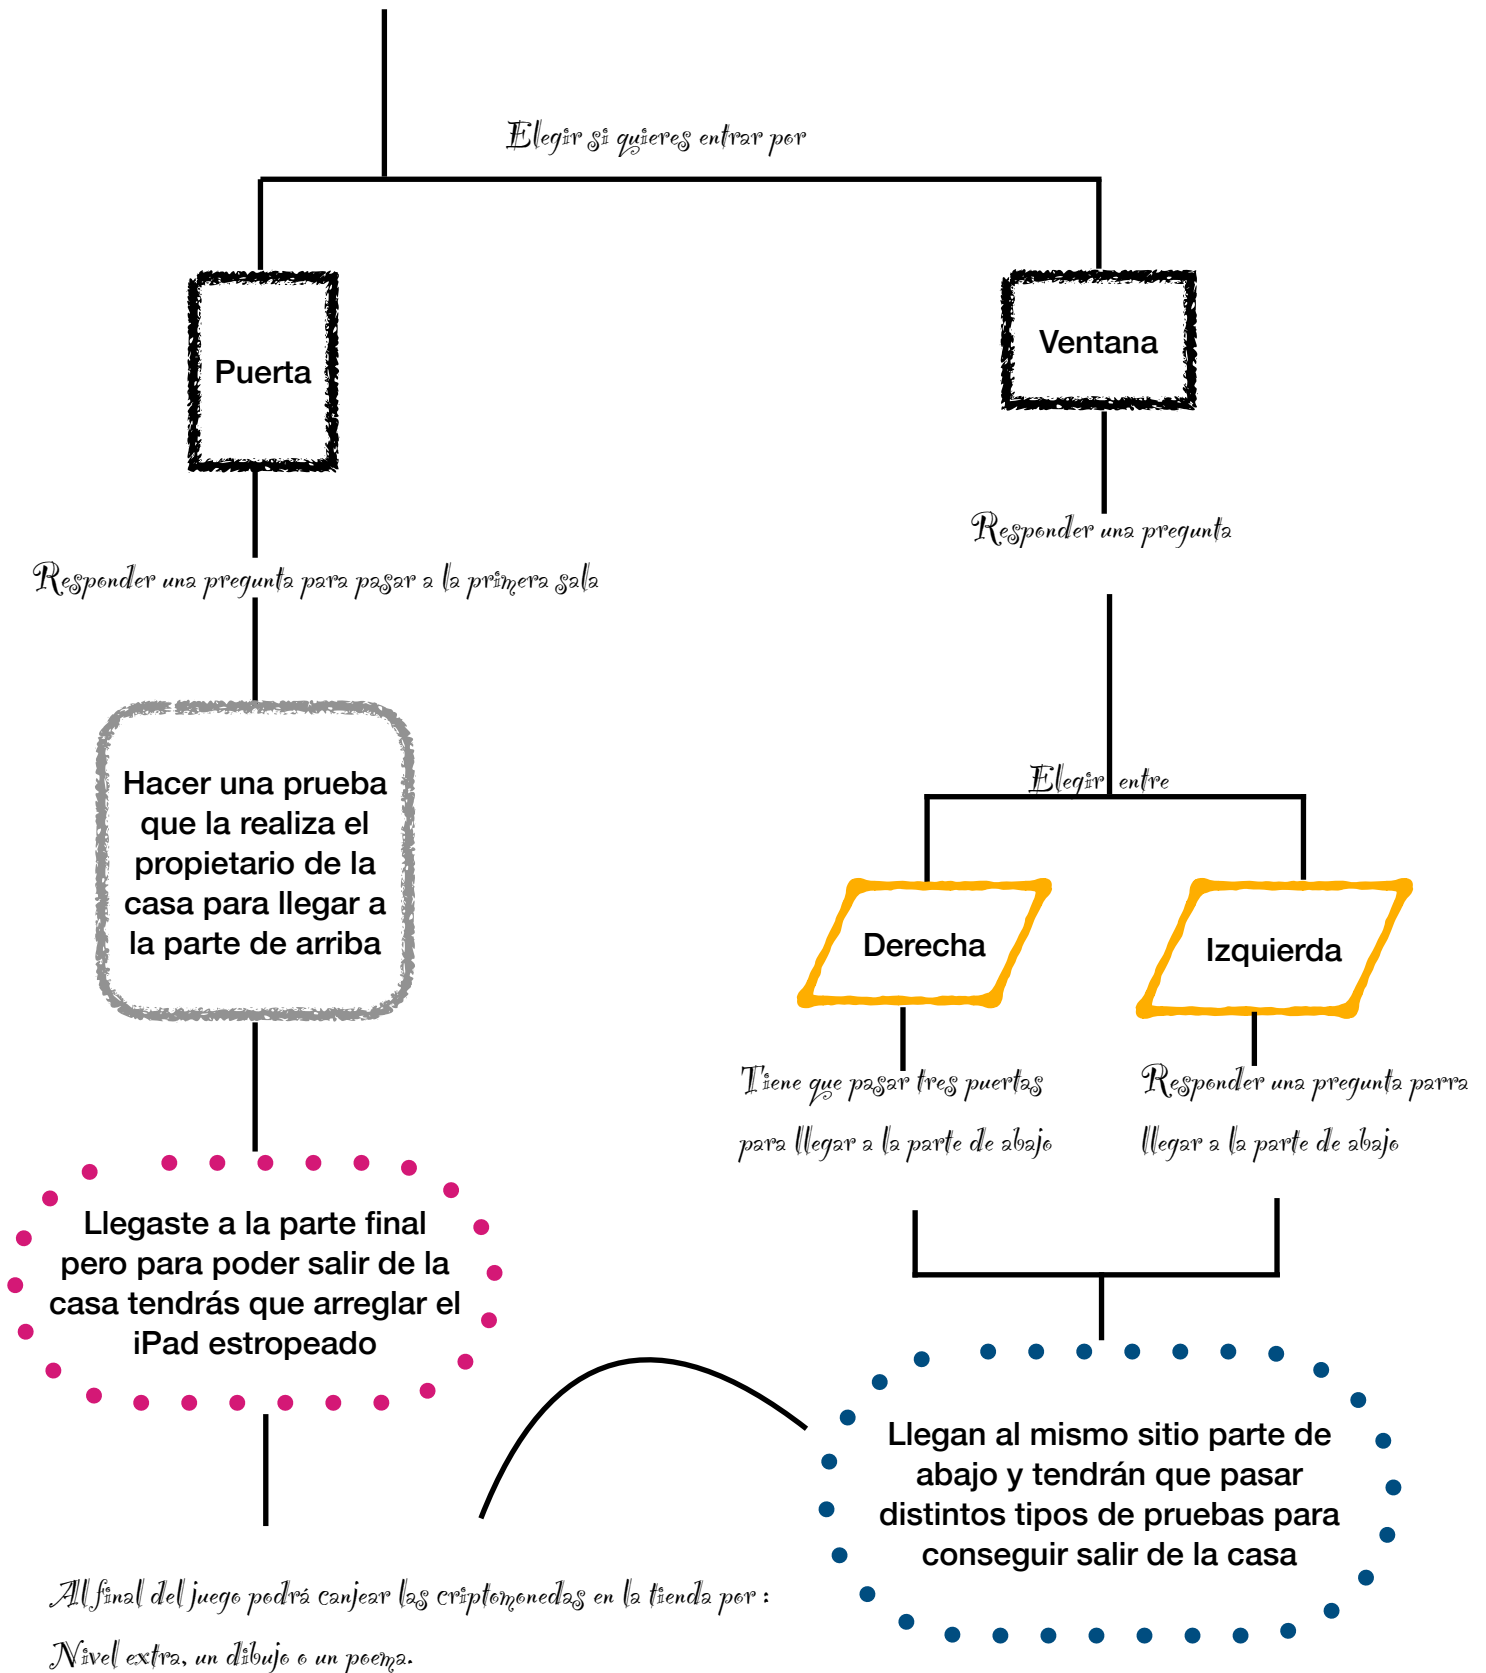 Elegir si quieres entrar por
Puerta
Ventana
Responder una pregunta
Responder una pregunta para pasar a la primera sala
Hacer una prueba
que la realiza el
propietario de la
casa para llegar a
la parte de arriba
Elegir entre
Derecha
Izquierda
Tiene que pasar tres puertas
para llegar a la parte de abajo
Responder una pregunta parra
llegar a la parte de abajo
Llegaste a la parte final
pero para poder salir de la
casa tendrás que arreglar el
iPad estropeado
Llegan al mismo sitio parte de
abajo y tendrán que pasar
distintos tipos de pruebas para
conseguir salir de la casa
Al final del juego podrá canjear las criptomonedas en la tienda por :
Nivel extra, un dibujo o un poema.